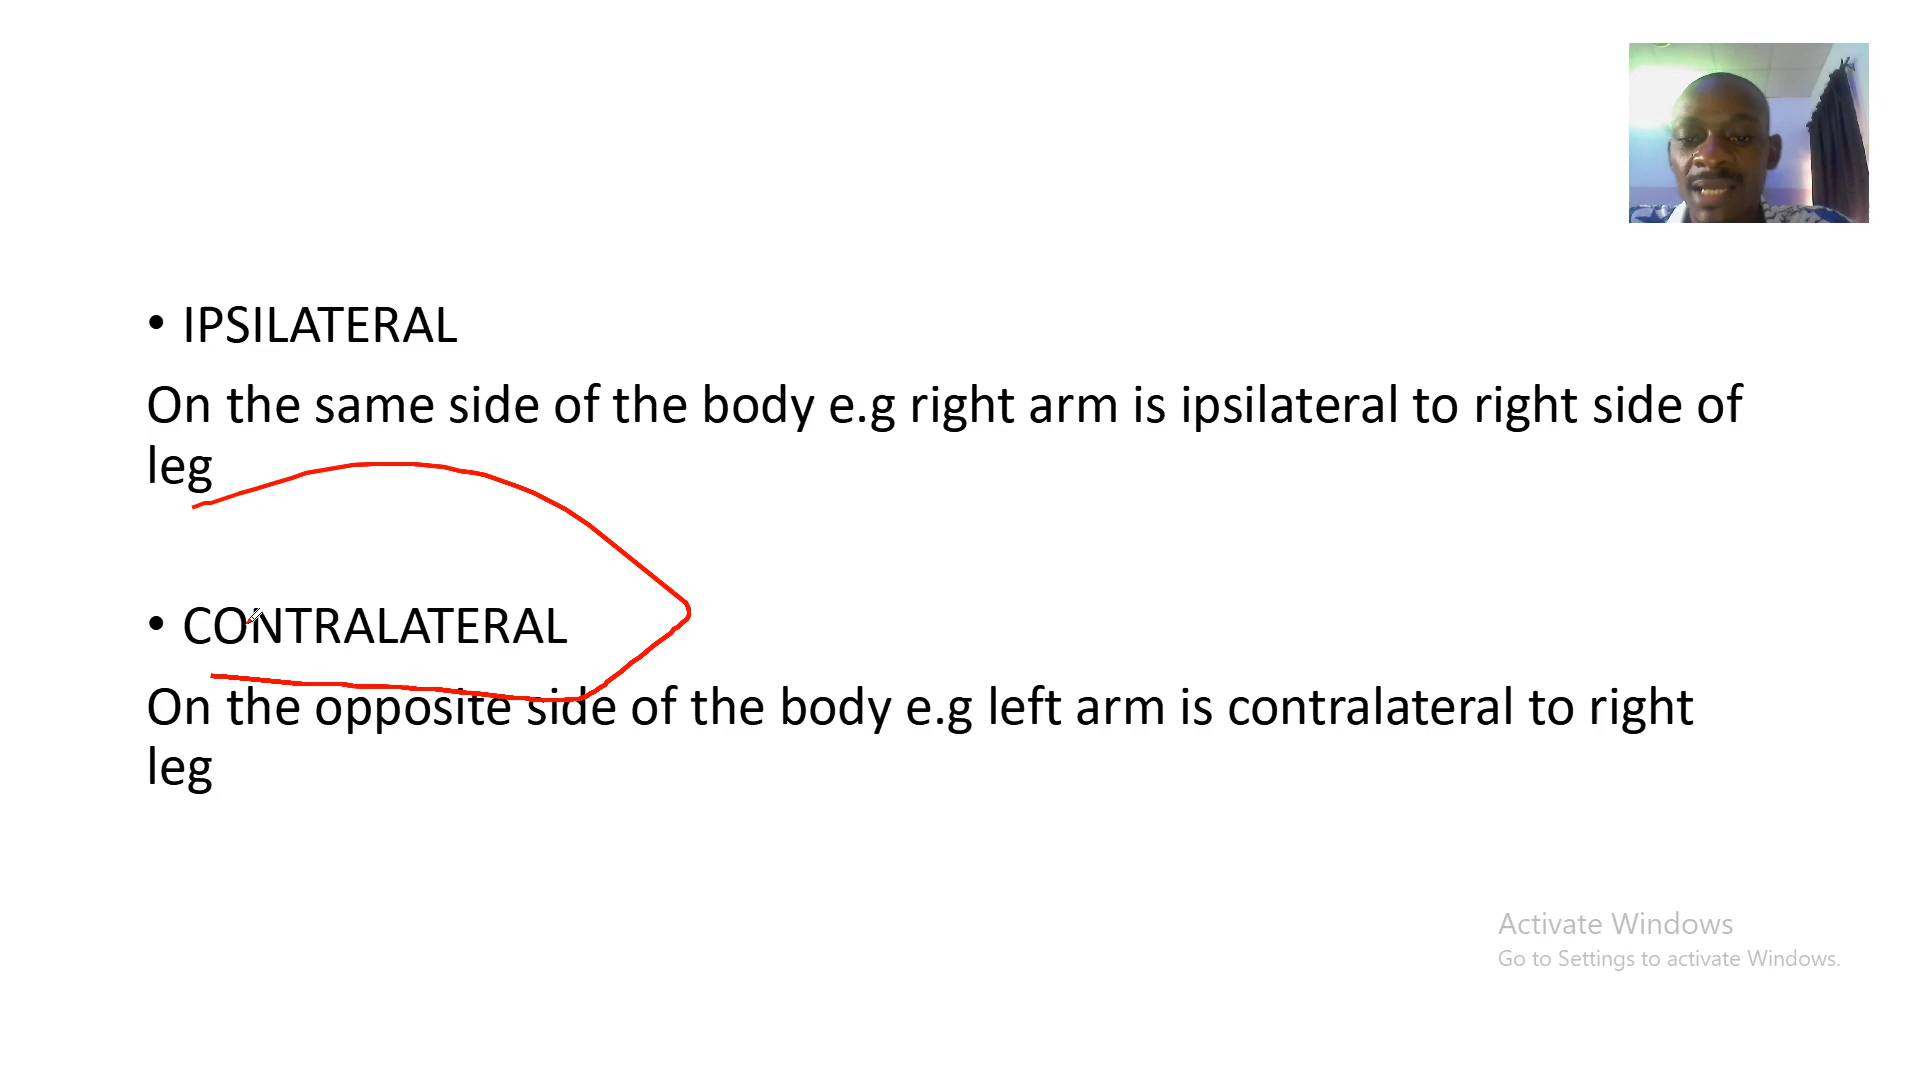 • IPSILATERAL
On the same side of the body e.g right arm is ipsilateral to right side of
leg
• CONTRALATERAL
On the opposite side of the body e.g left arm is contralateral to right
leg
Activate Windows
Go to Settings to activate Windows.